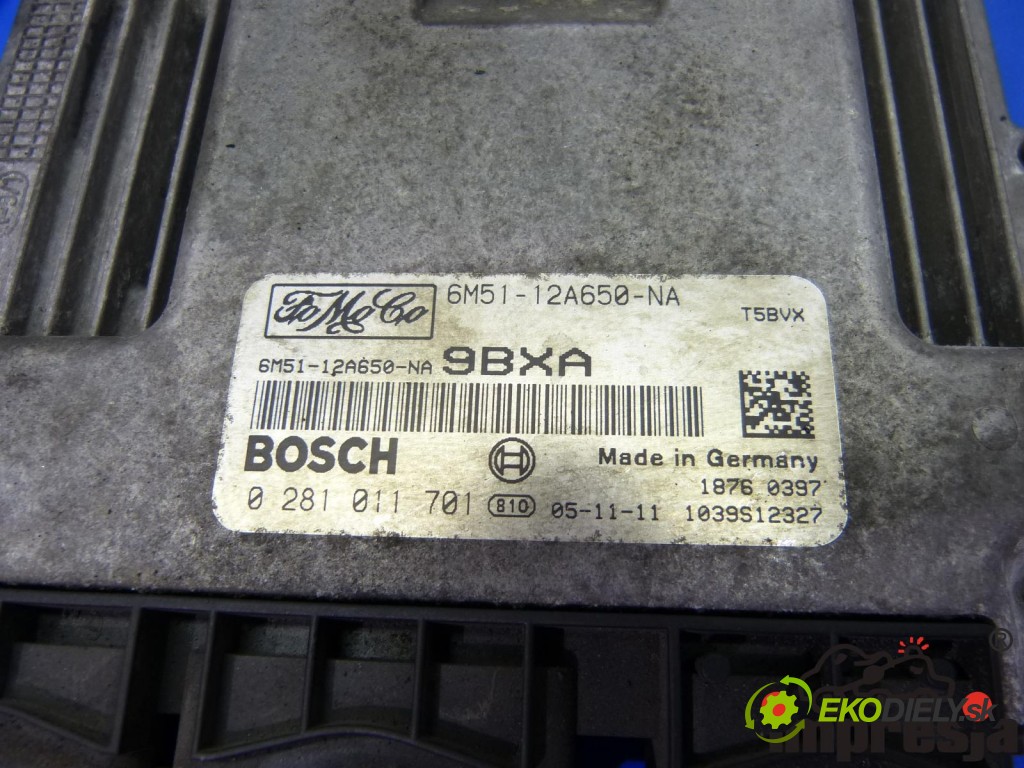 FoMoCo 6M51-12A650-NA
T5BVX
6M51-12A650-NA 9BXA
BOSCH
Made in Germany
1876 0397
0 281 011 701 810 05-11-11 1039S12327
EKODIELY.sk
impresja
®